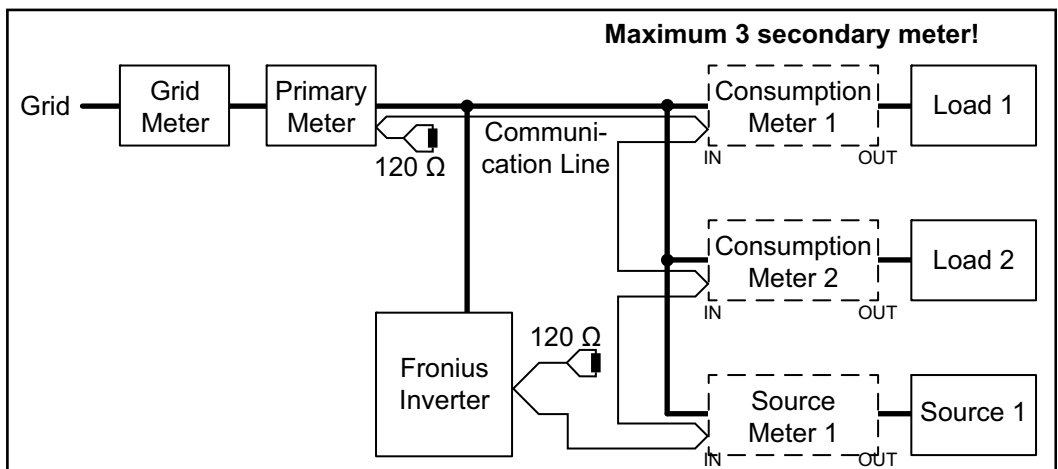 Maximum 3 secondary meter!
Grid
Grid
Meter
Primary
Meter
120 Ω
Communi-
cation Line
Consumption
Meter 1
IN
OUT
Load 1
Consumption
Meter 2
IN
OUT
Load 2
Fronius
Inverter
120 Ω
Source
Meter 1
IN
OUT
Source 1